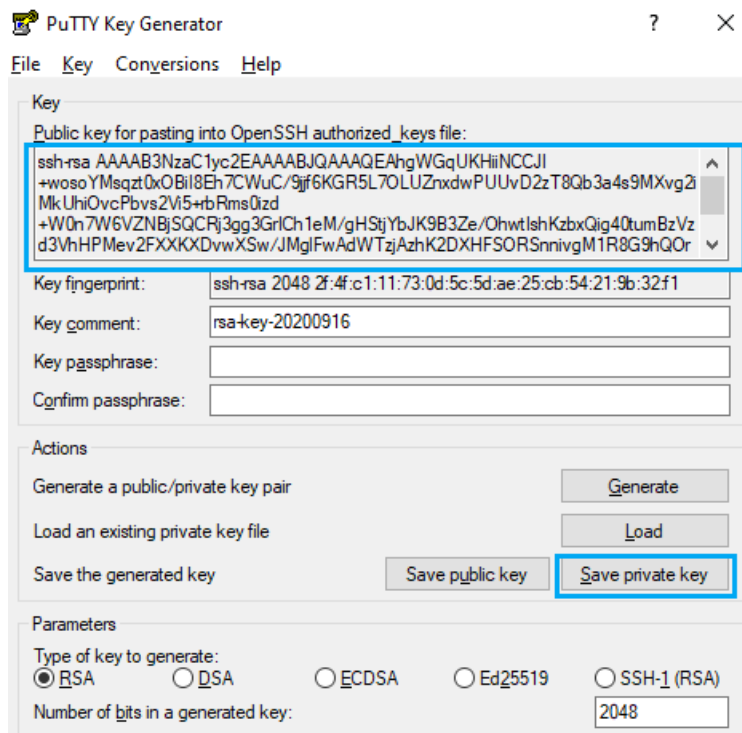 PuTTY Key Generator ? ×
File Key Conversions Help
Key
Public key for pasting into OpenSSH authorized_keys file:
ssh-rsa AAAAB3NzaC1yc2EAAAABJQAAAQEAhgWGqUKHiiNCCJI
+wosoYMsqzt0xOBiI8Eh7CWuC/9jjf6KGR5L7OLUZnxdwPUUvD2zT8Qb3a4s9MXvg2i
MkUhiOvcPbvs2Vi5+rbRms0izd
+W0n7W6VZNBjSQCRj3gg3GrlCh1eM/gHStjYbJK9B3Ze/OhwtIshKzbxQig40tumBzVz
d3VhHPMev2FXXKXDvwXSw/JMglFwAdWTzjAzhK2DXHFSORSnnivgM1R8G9hQOr
Key fingerprint: ssh-rsa 2048 2f:4f:c1:11:73:0d:5c:5d:ae:25:cb:54:21:9b:32:f1
Key comment: rsa-key-20200916
Key passphrase:
Confirm passphrase:
Actions
Generate a public/private key pair Generate
Load an existing private key file Load
Save the generated key Save public key Save private key
Parameters
Type of key to generate:
RSA DSA ECDSA Ed25519 SSH-1 (RSA)
Number of bits in a generated key: 2048